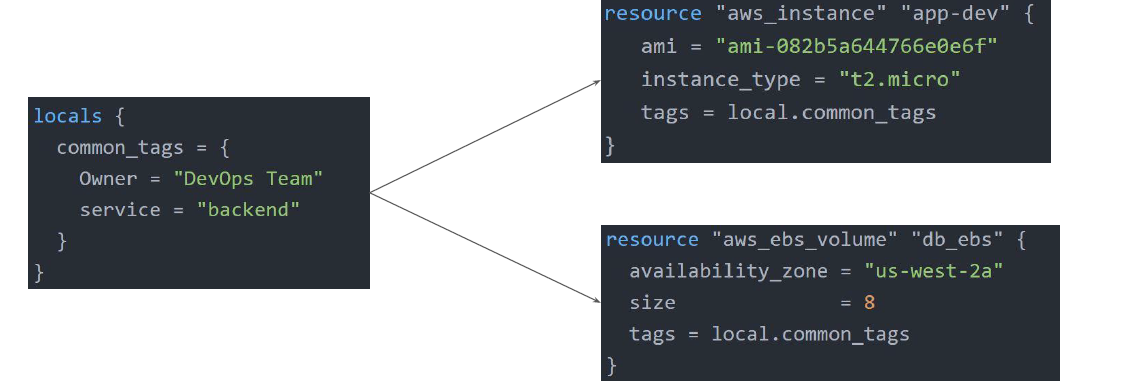 locals {
  common_tags = {
    Owner = "DevOps Team"
    service = "backend"
  }
}
resource "aws_instance" "app-dev" {
   ami = "ami-082b5a644766e0e6f"
   instance_type = "t2.micro"
   tags = local.common_tags
}
resource "aws_ebs_volume" "db_ebs" {
  availability_zone = "us-west-2a"
  size              = 8
  tags = local.common_tags
}